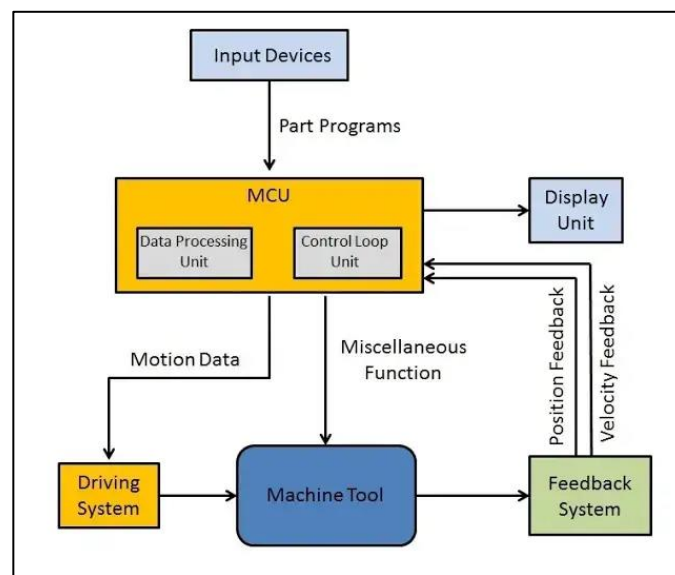 Input Devices
Part Programs
MCU
Data Processing
Unit
Control Loop
Unit
Display
Unit
Motion Data
Miscellaneous
Function
Position Feedback
Velocity Feedback
Driving
System
Machine Tool
Feedback
System